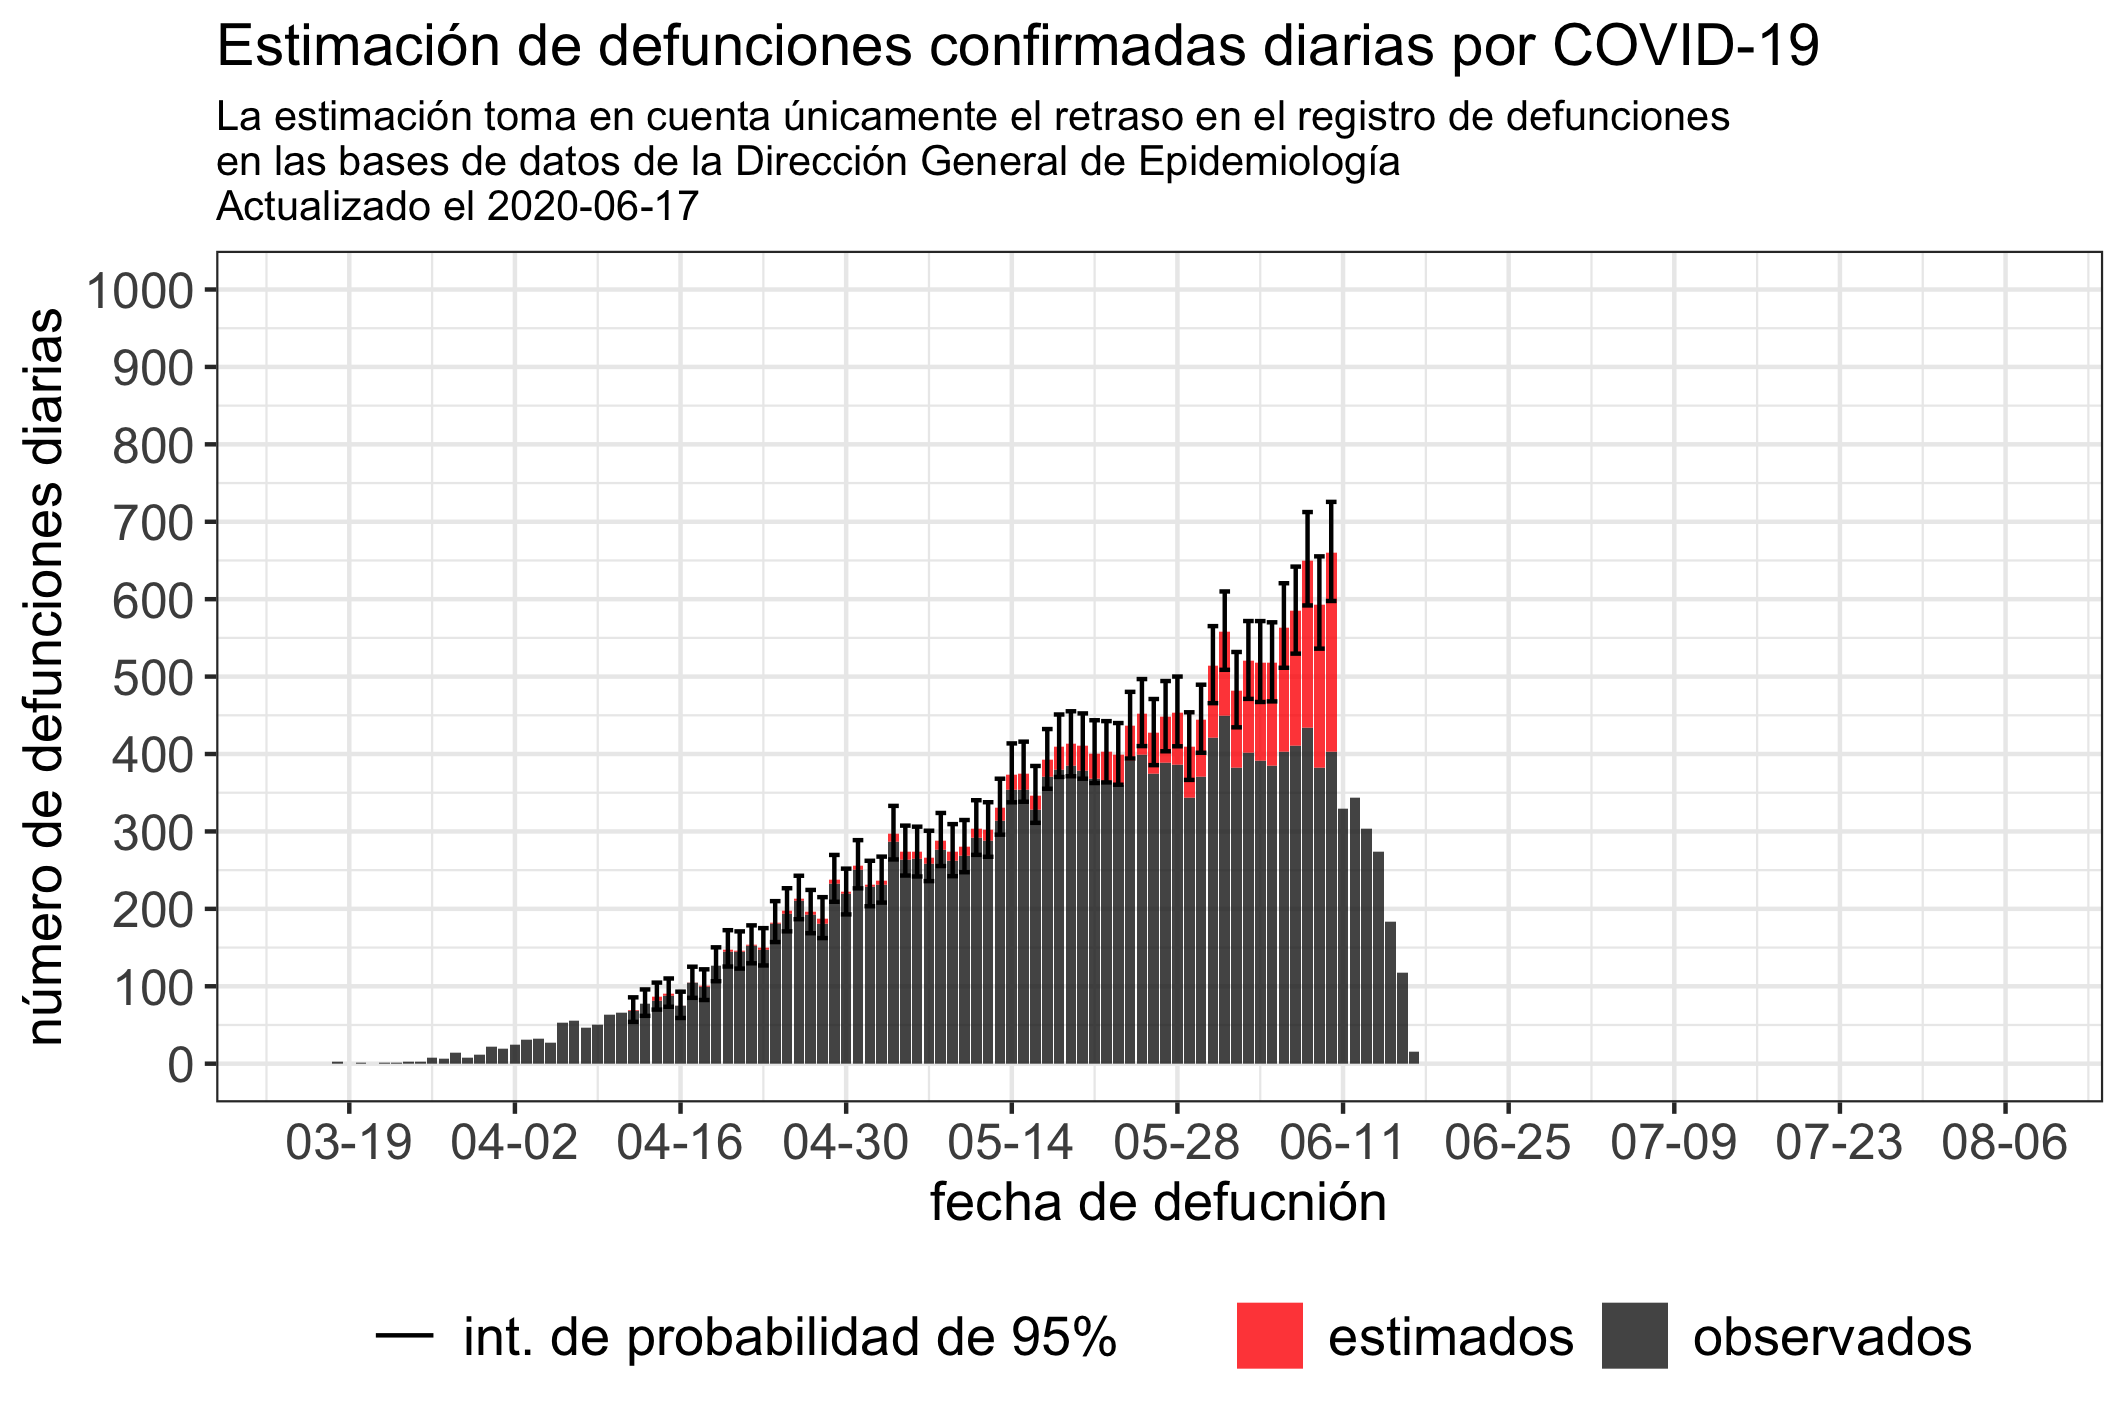 Estimación de defunciones confirmadas diarias por COVID-19
La estimación toma en cuenta únicamente el retraso en el registro de defunciones
en las bases de datos de la Dirección General de Epidemiología
Actualizado el 2020-06-17
número de defunciones diarias
1000
900
800
700
600
500
400
300
200
100
0
03-19 04-02 04-16 04-30 05-14 05-28 06-11 06-25 07-09 07-23 08-06
fecha de defucnión
int. de probabilidad de 95% estimados observados